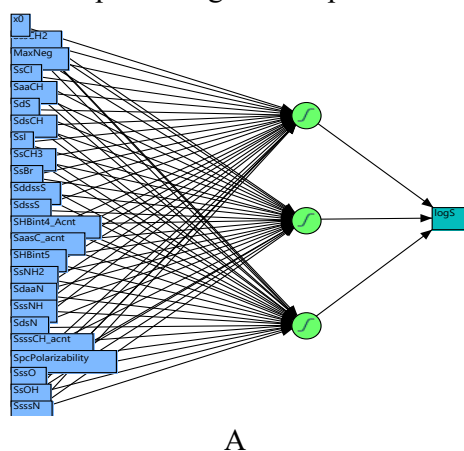 x0
SssCH2
MaxNeg
SsCl
SaaCH
SdS
SdsCH
SsI
SsCH3
SsBr
SddssS
SdssS
SHBint4_Acnt
SaasC_acnt
SHBint5
SsNH2
SdaaN
SssNH
SdsN
SsssCH_acnt
SpcPolarizability
SssO
SsOH
SsssN
logS
A